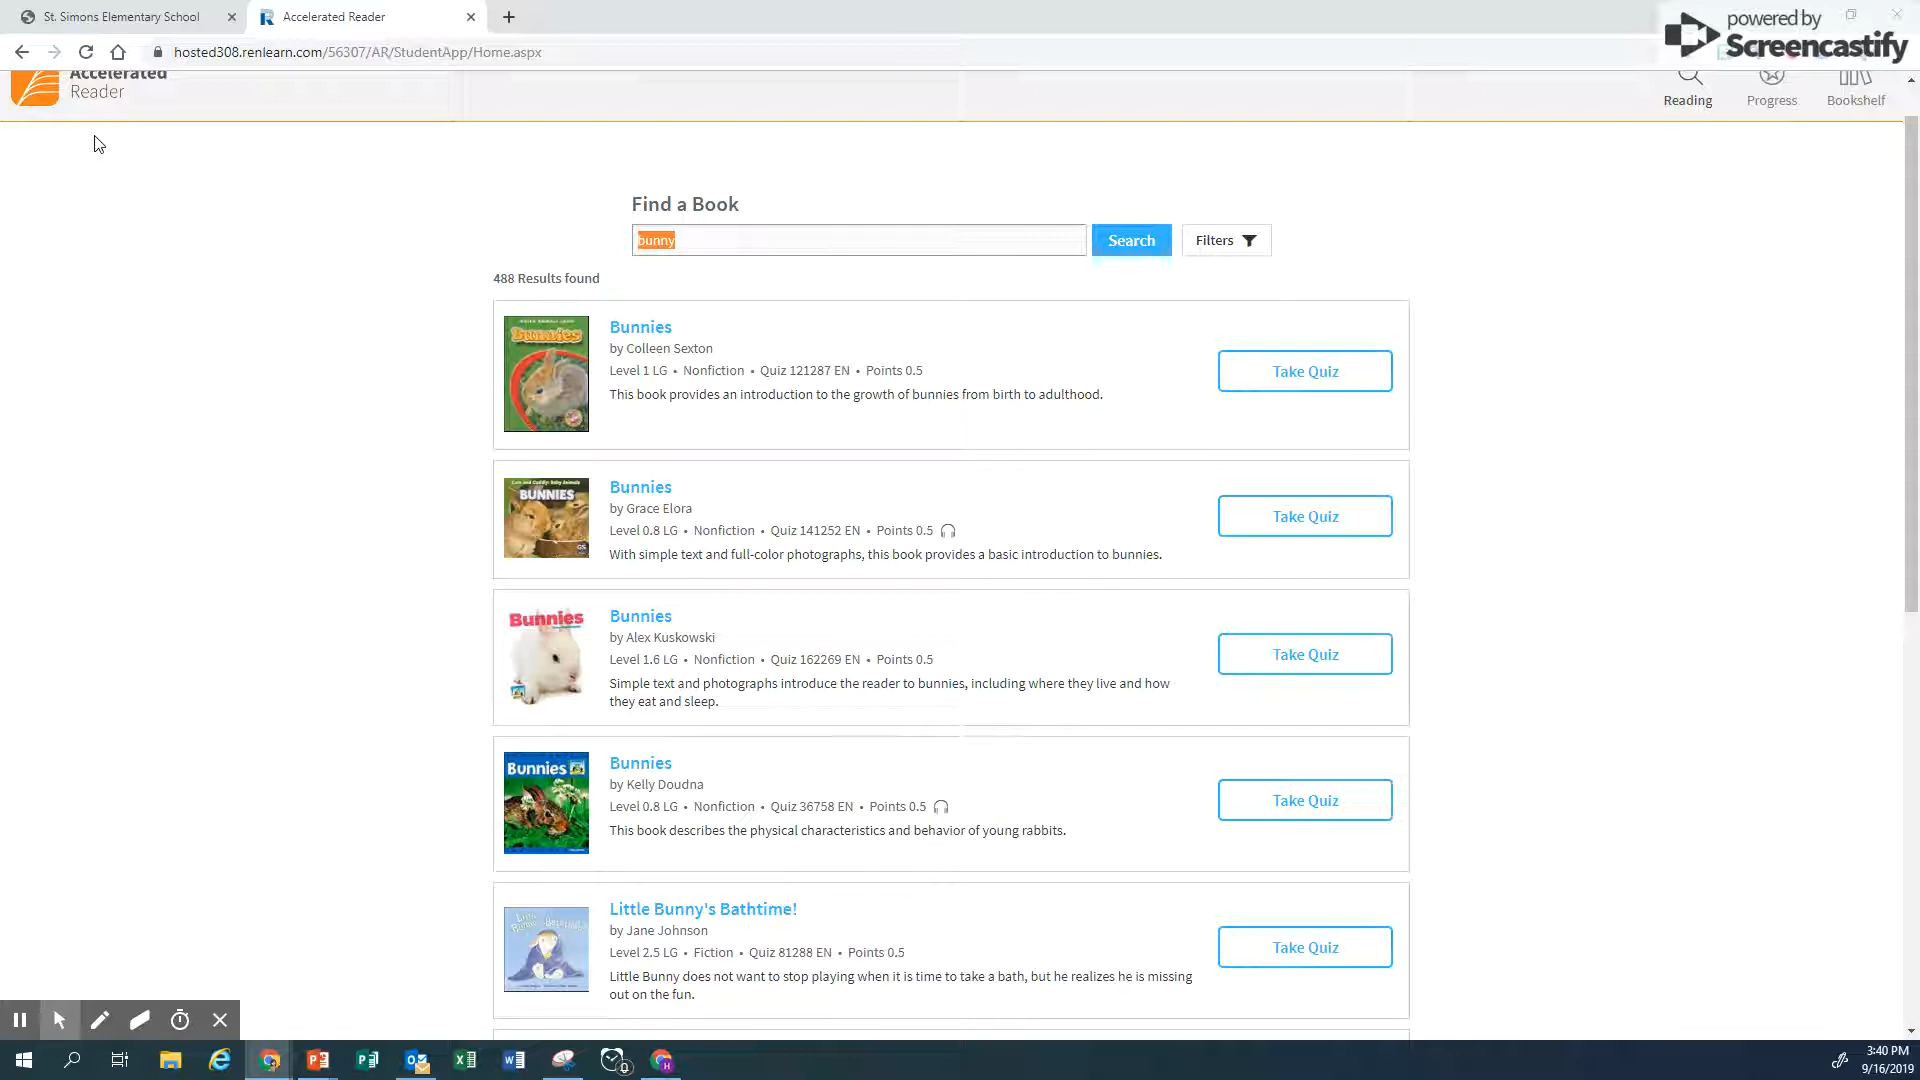 St. Simons Elementary School
Accelerated Reader
powered by
Screencastify
hosted308.renlearn.com/56307/AR/StudentApp/Home.aspx
Accelerated
Reader
Reading
Progress
Bookshelf
Find a Book
bunny
Search
Filters
488 Results found
Bunnies
Bunnies
by Colleen Sexton
Level 1 LG • Nonfiction • Quiz 121287 EN • Points 0.5
This book provides an introduction to the growth of bunnies from birth to adulthood.
Take Quiz
BUNNIES
Bunnies
by Grace Elora
Level 0.8 LG • Nonfiction • Quiz 141252 EN • Points 0.5
With simple text and full-color photographs, this book provides a basic introduction to bunnies.
Take Quiz
Bunnies
Bunnies
by Alex Kuskowski
Level 1.6 LG • Nonfiction • Quiz 162269 EN • Points 0.5
Simple text and photographs introduce the reader to bunnies, including where they live and how
they eat and sleep.
Take Quiz
Bunnies
Bunnies
by Kelly Doudna
Level 0.8 LG • Nonfiction • Quiz 36758 EN • Points 0.5
This book describes the physical characteristics and behavior of young rabbits.
Take Quiz
Little Bunny's Bathtime!
by Jane Johnson
Level 2.5 LG • Fiction • Quiz 81288 EN • Points 0.5
Little Bunny does not want to stop playing when it is time to take a bath, but he realizes he is missing
out on the fun.
Take Quiz
3:40 PM
9/16/2019